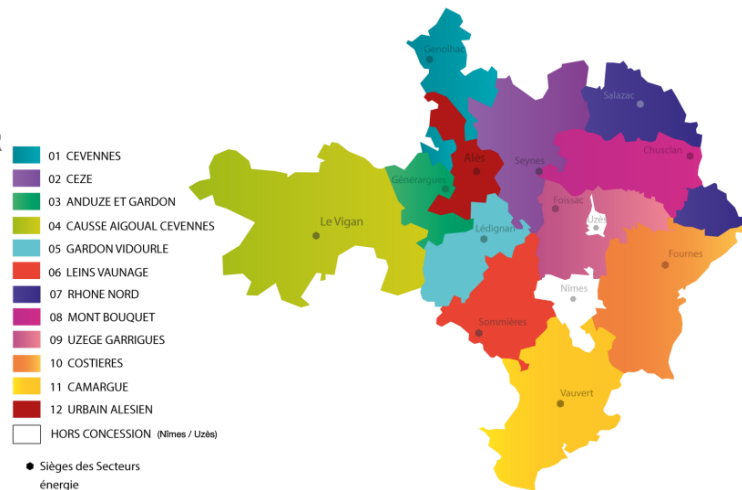 01 CEVENNES
02 CEZE
03 ANDUZE ET GARDON
04 CAUSSE AIGOUAL CEVENNES
05 GARDON VIDOURLE
06 LEINS VAUNAGE
07 RHONE NORD
08 MONT BOUQUET
09 UZEGE GARRIGUES
10 COSTIERES
11 CAMARGUE
12 URBAIN ALESIEN
HORS CONCESSION (Nîmes / Uzès)
Sièges des Secteurs
énergie
Génolhac
Salazac
Chusclan
Alès
Seynes
Générargues
Foissac
Uzès
Le Vigan
Lédignan
Fournes
Nîmes
Sommières
Vauvert